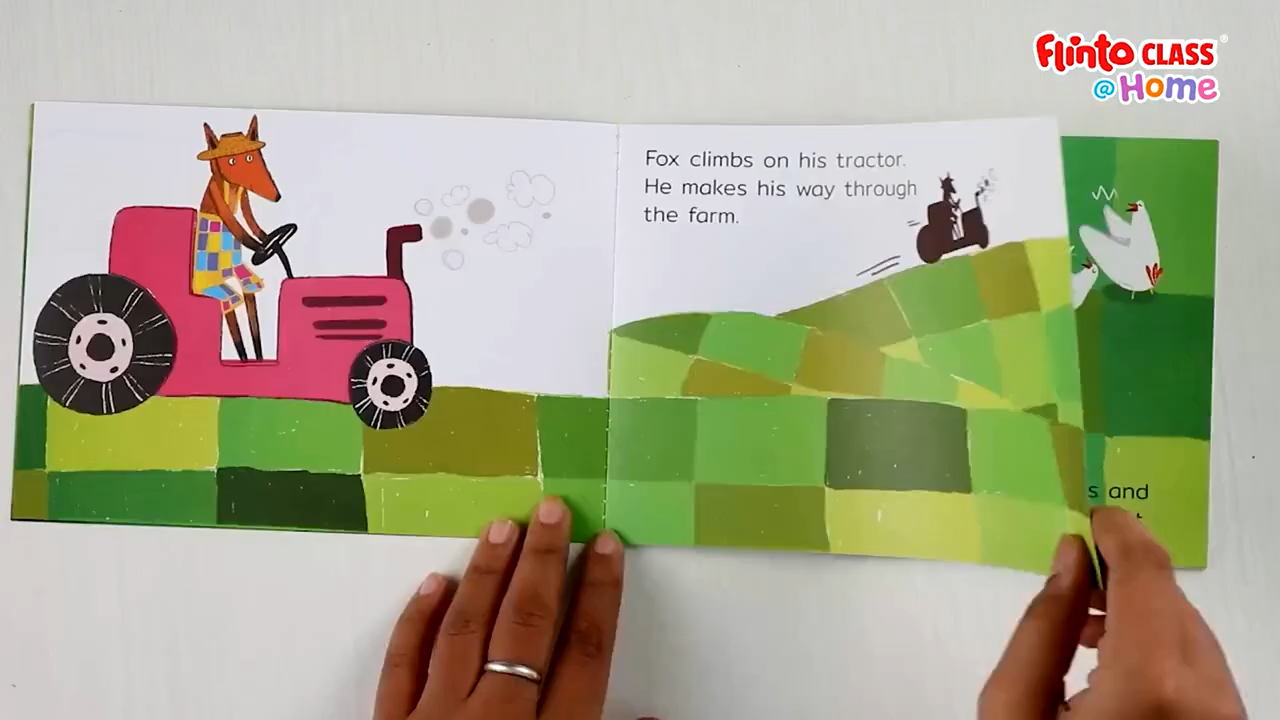 Flinto CLASS®
@Home
Fox climbs on his tractor.
He makes his way through
the farm.
s and